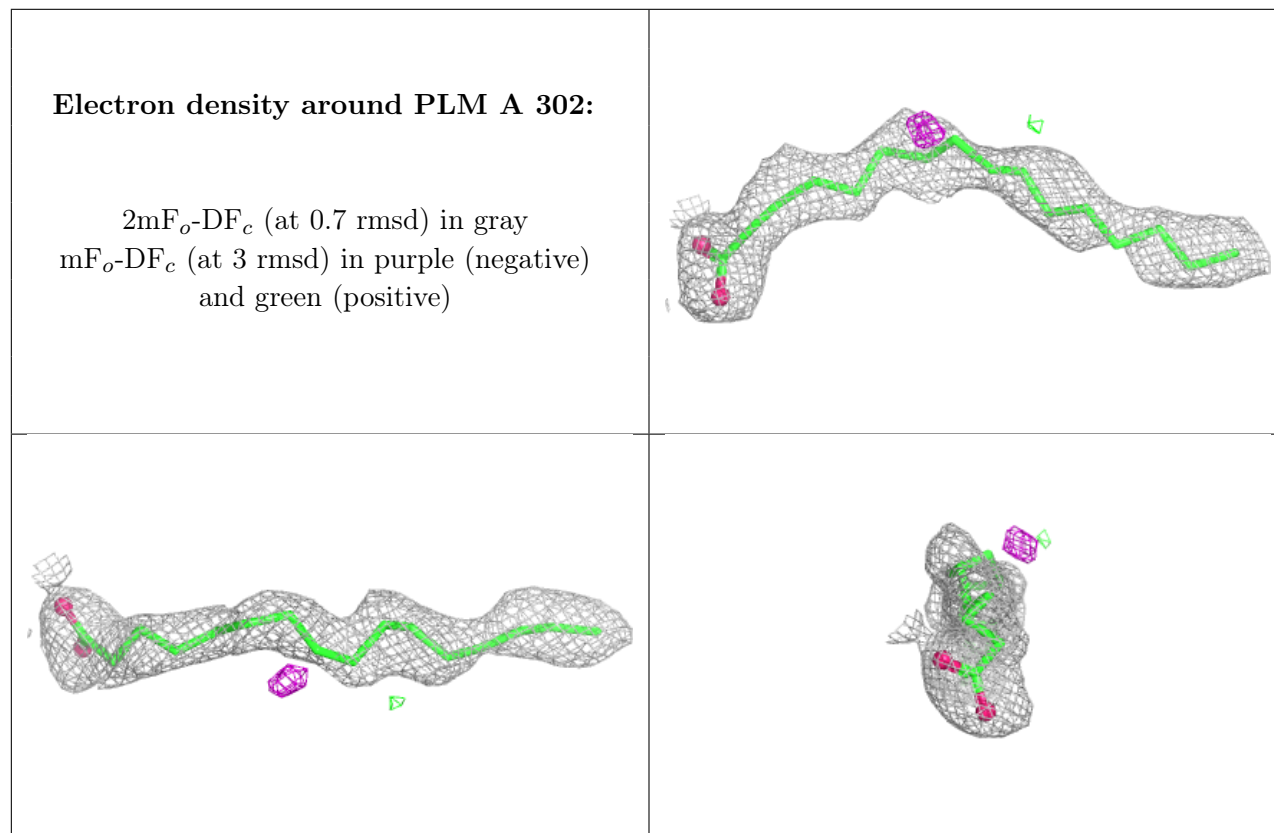 Electron density around PLM A 302:
2mFo-DFc (at 0.7 rmsd) in gray
mFo-DFc (at 3 rmsd) in purple (negative)
and green (positive)